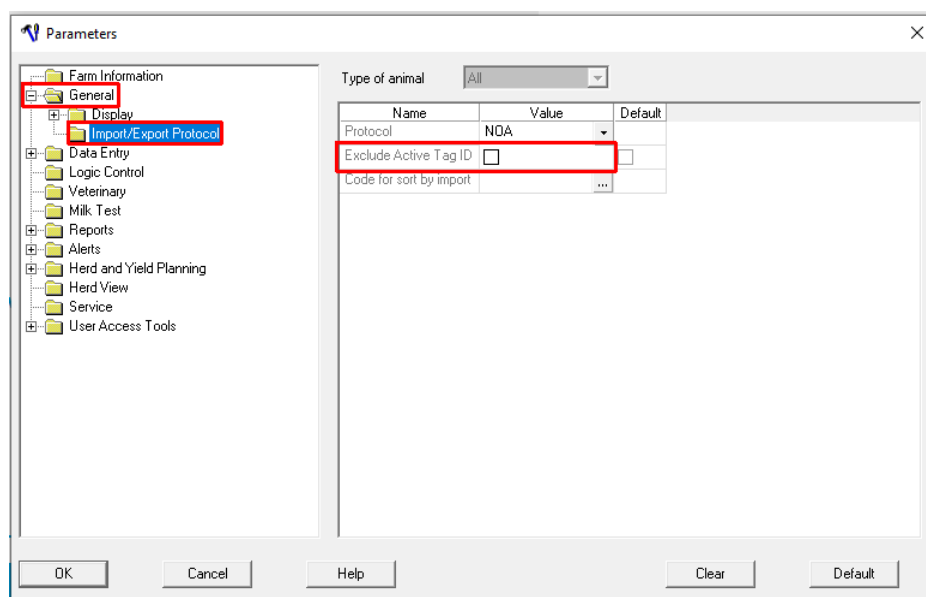 Parameters
Farm Information
General
Display
Import/Export Protocol
Data Entry
Logic Control
Veterinary
Milk Test
Reports
Alerts
Herd and Yield Planning
Herd View
Service
User Access Tools
Type of animal All
Name Value Default
Protocol NOA
Exclude Active Tag ID
Code for sort by import ...
OK Cancel Help Clear Default